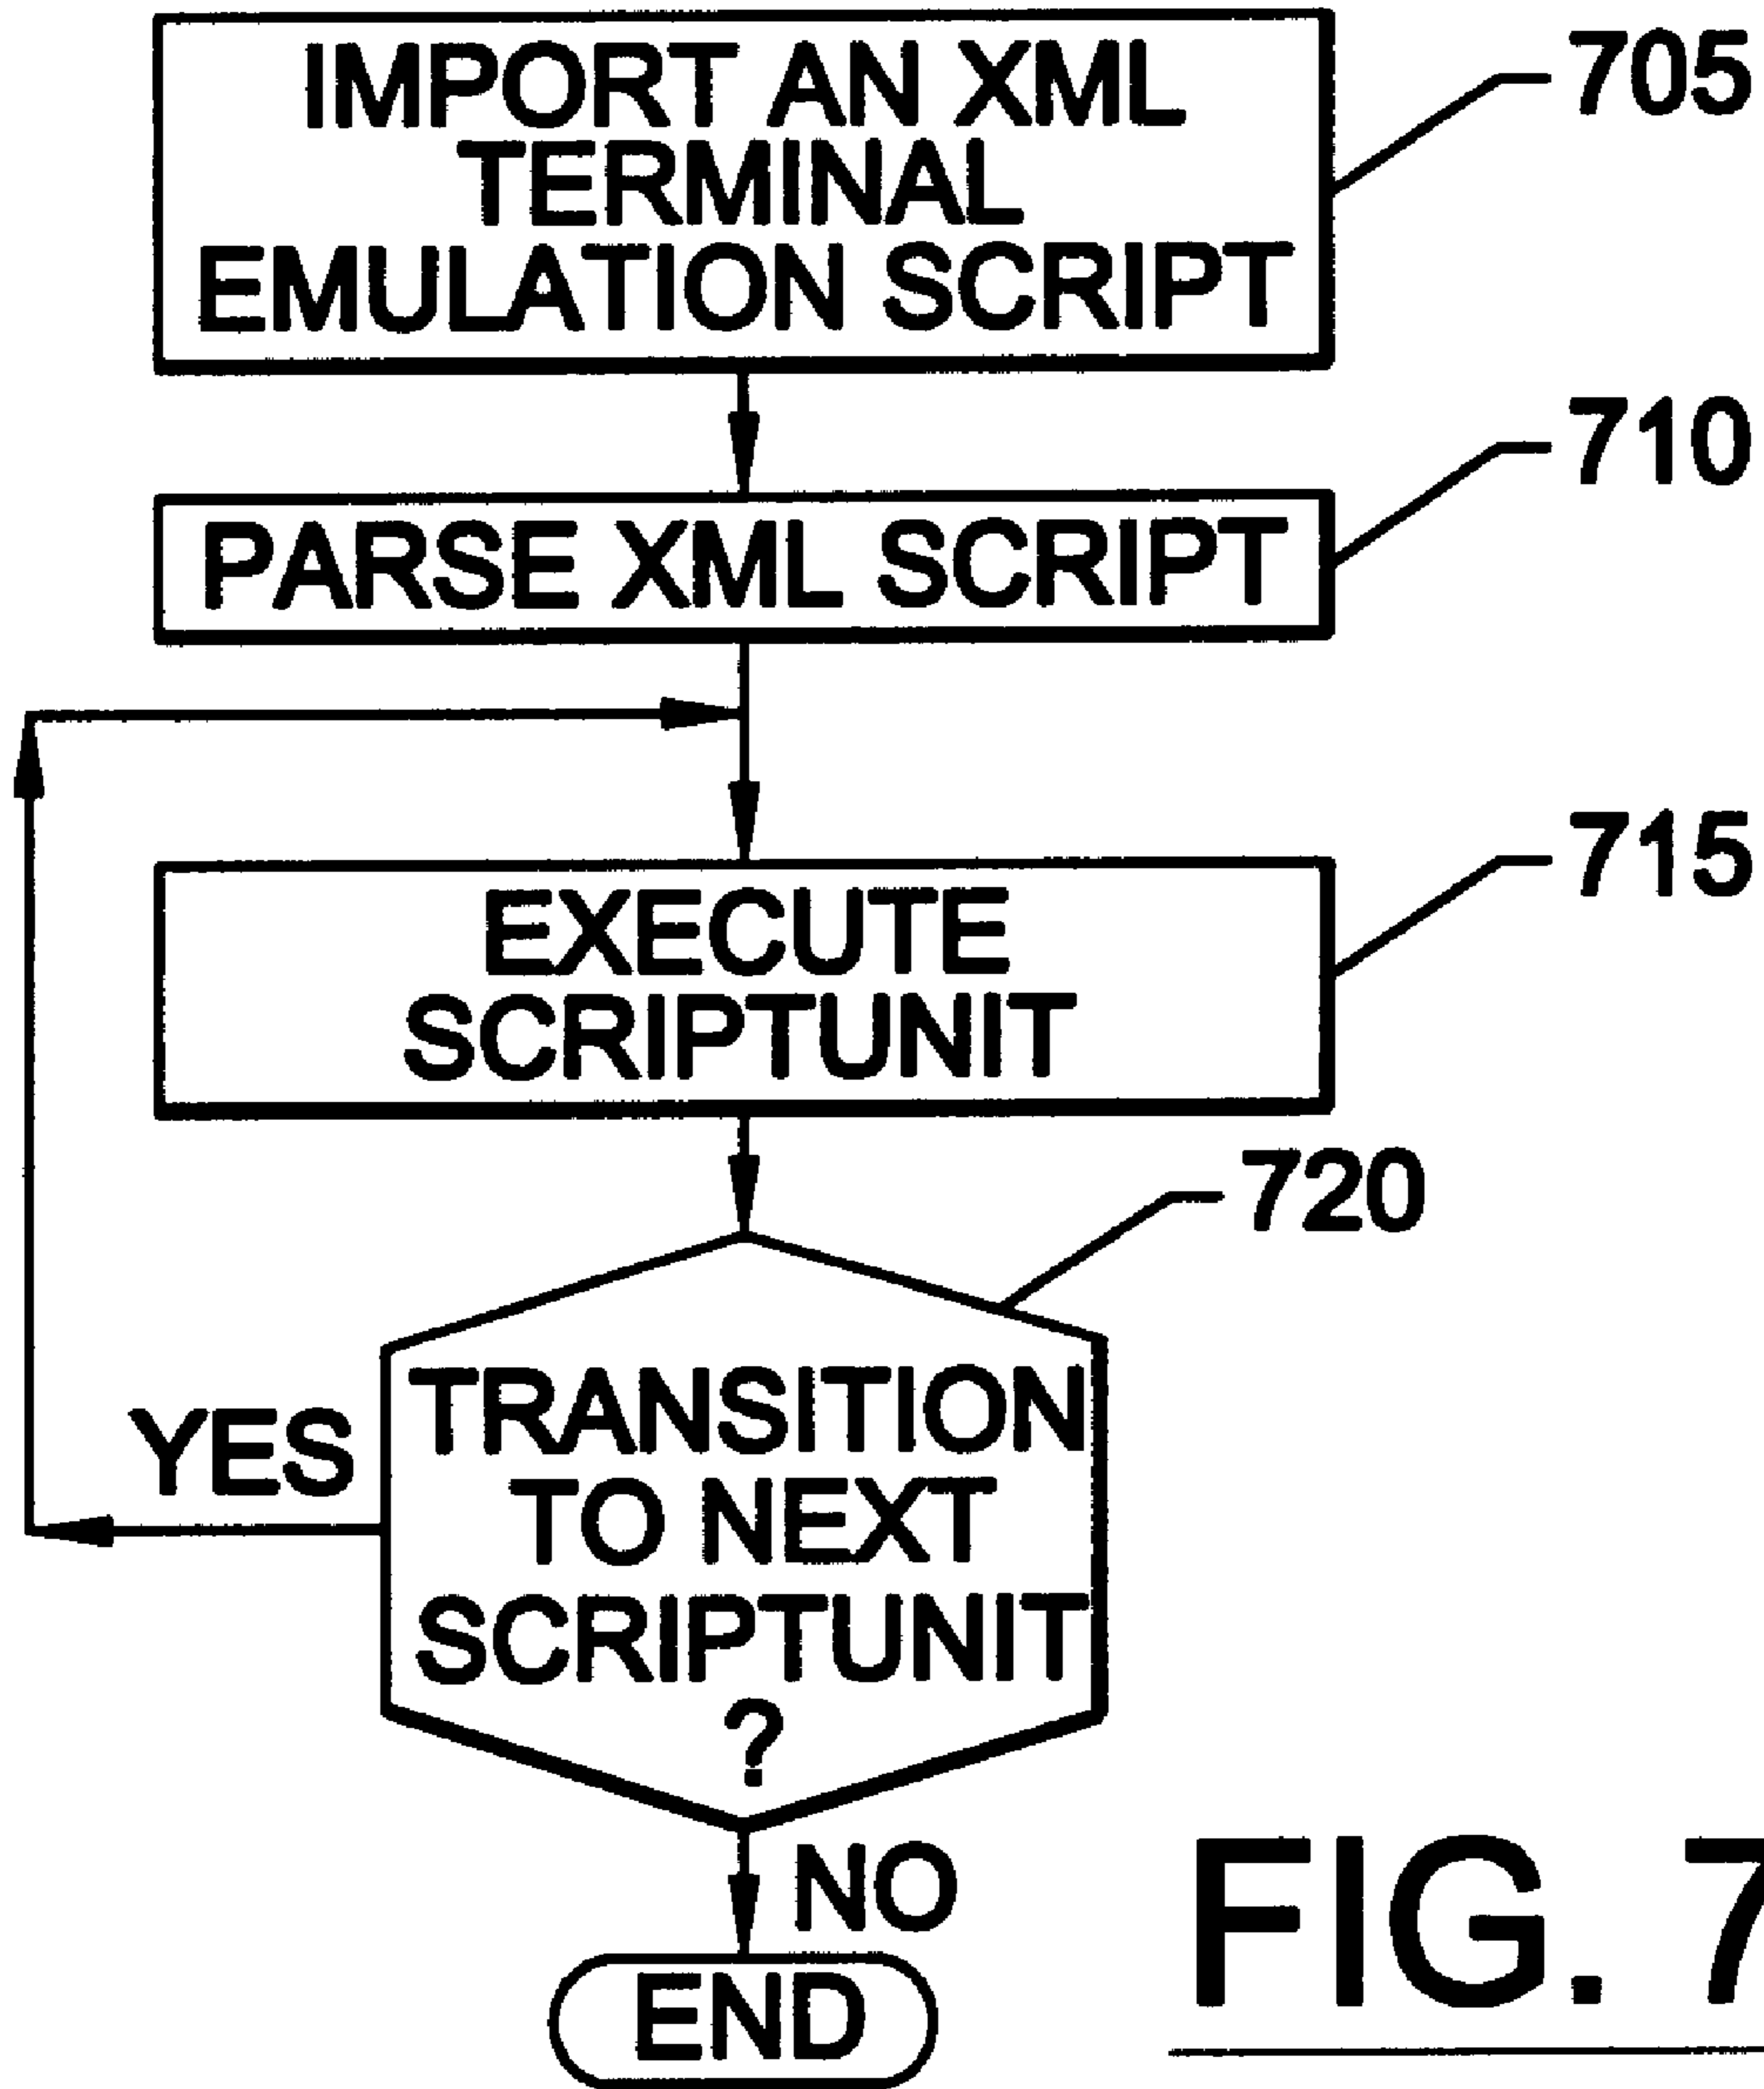 IMPORT AN XML
TERMINAL
EMULATION SCRIPT
705
PARSE XML SCRIPT
710
EXECUTE
SCRIPTUNIT
715
720
TRANSITION
TO NEXT
SCRIPTUNIT
?
YES
NO
END
FIG. 7